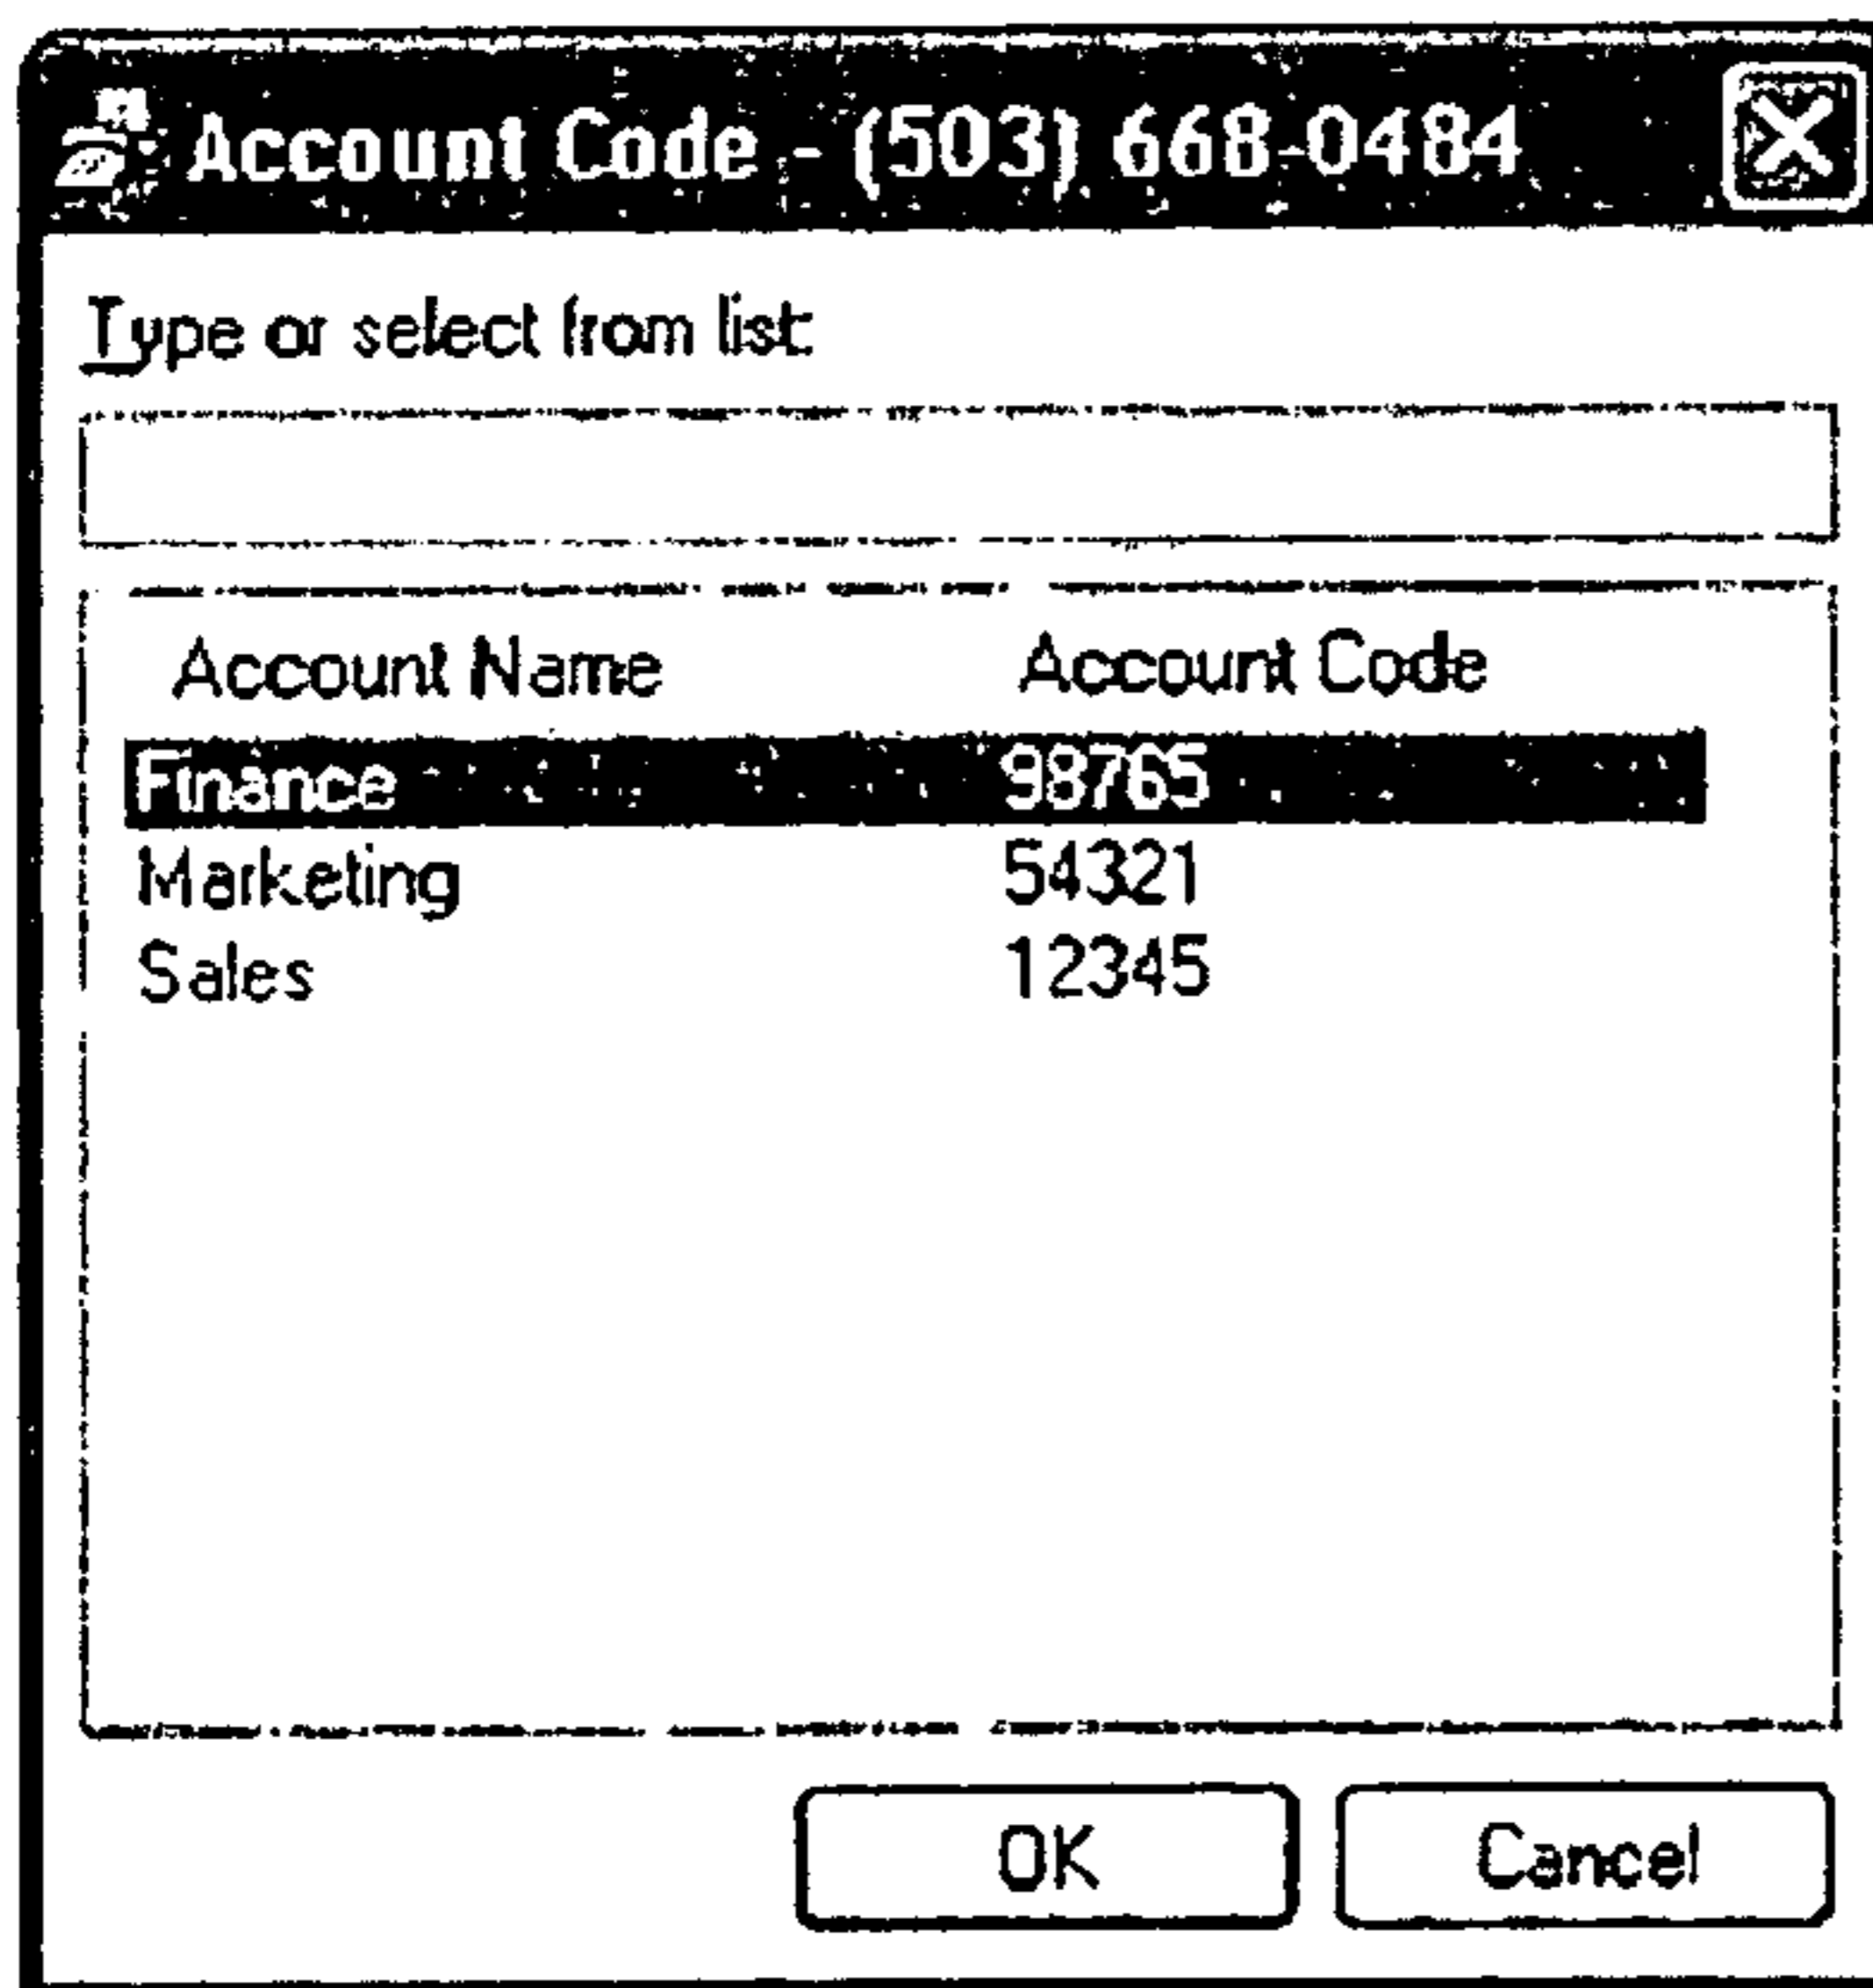 Account Code - (503) 668-0484
Type or select from list:
Account Name Account Code
Finance 98765
Marketing 54321
Sales 12345
OK Cancel